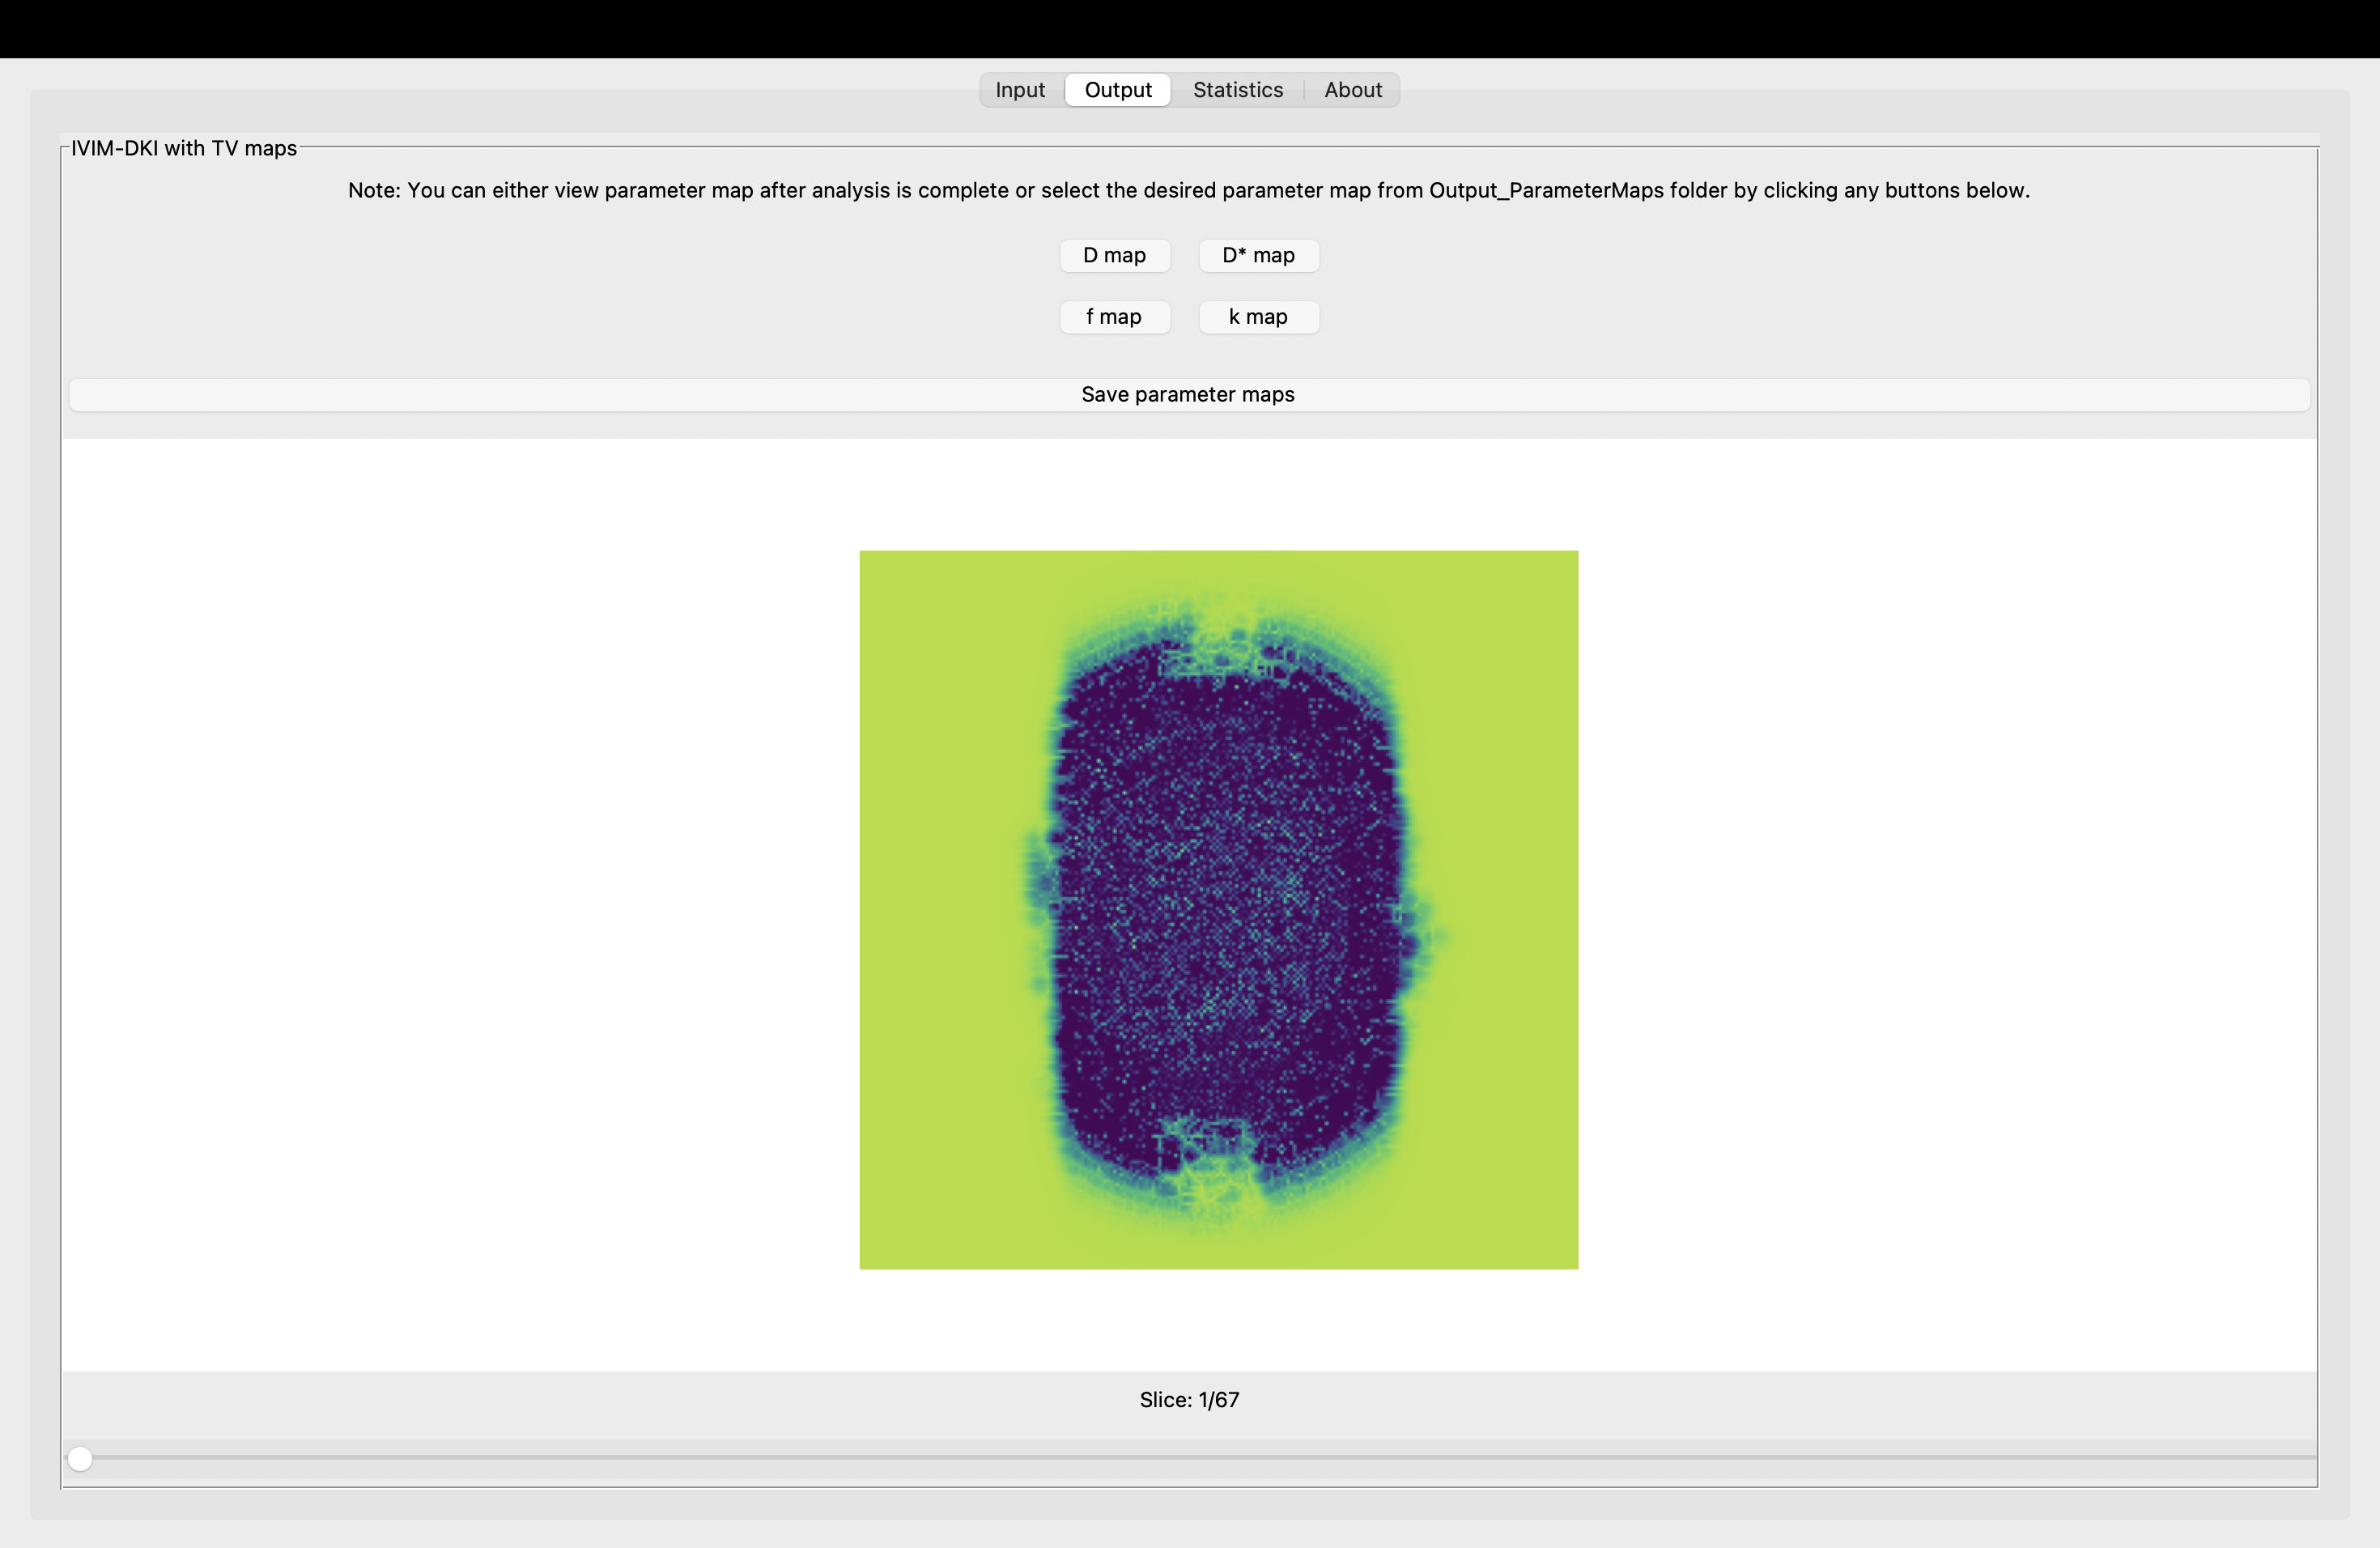 Input Output Statistics About
IVIM-DKI with TV maps
Note: You can either view parameter map after analysis is complete or select the desired parameter map from Output_ParameterMaps folder by clicking any buttons below.
D map D* map
f map k map
Save parameter maps
Slice: 1/67